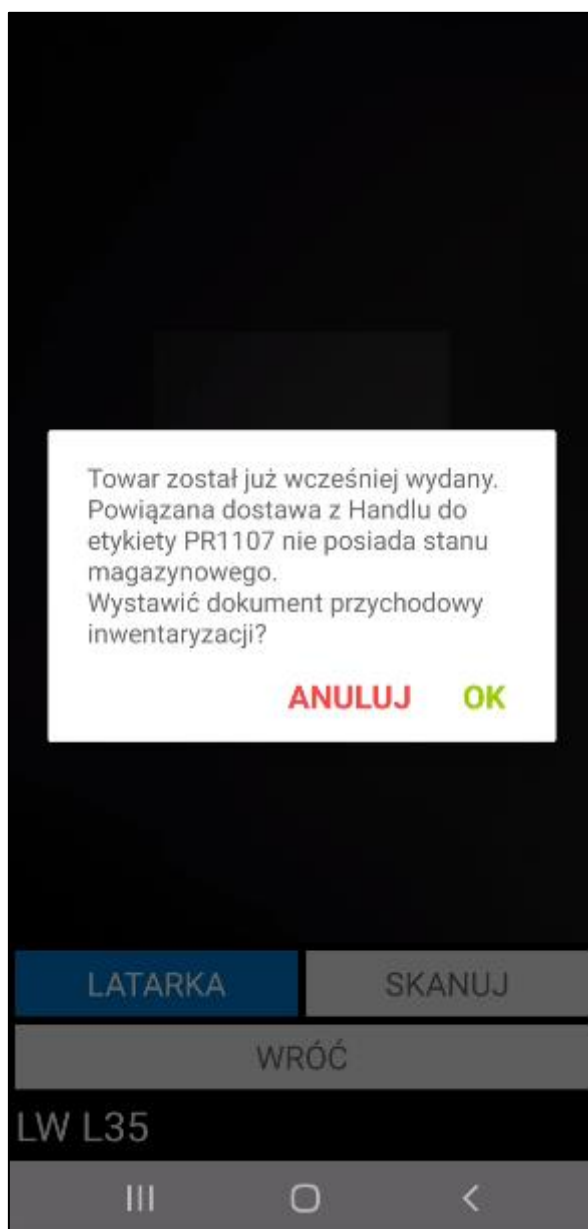 Towar został już wcześniej wydany.
Powiązana dostawa z Handlu do
etykiety PR1107 nie posiada stanu
magazynowego.
Wystawić dokument przychodowy
inwentaryzacji?
ANULUJ OK
LATARKA SKANUJ
WRÓĆ
LW L35